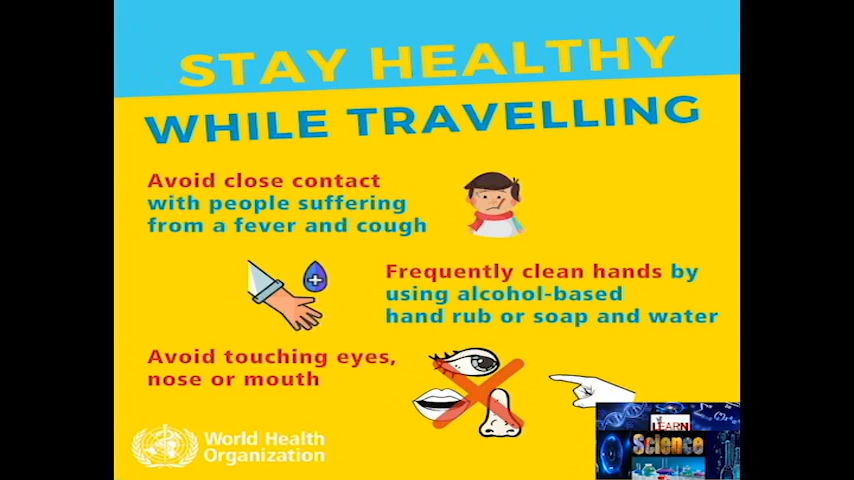 STAY HEALTHY
WHILE TRAVELLING
Avoid close contact
with people suffering
from a fever and cough
Frequently clean hands by
using alcohol-based
hand rub or soap and water
Avoid touching eyes,
nose or mouth
World Health
Organization
LEARN
Science